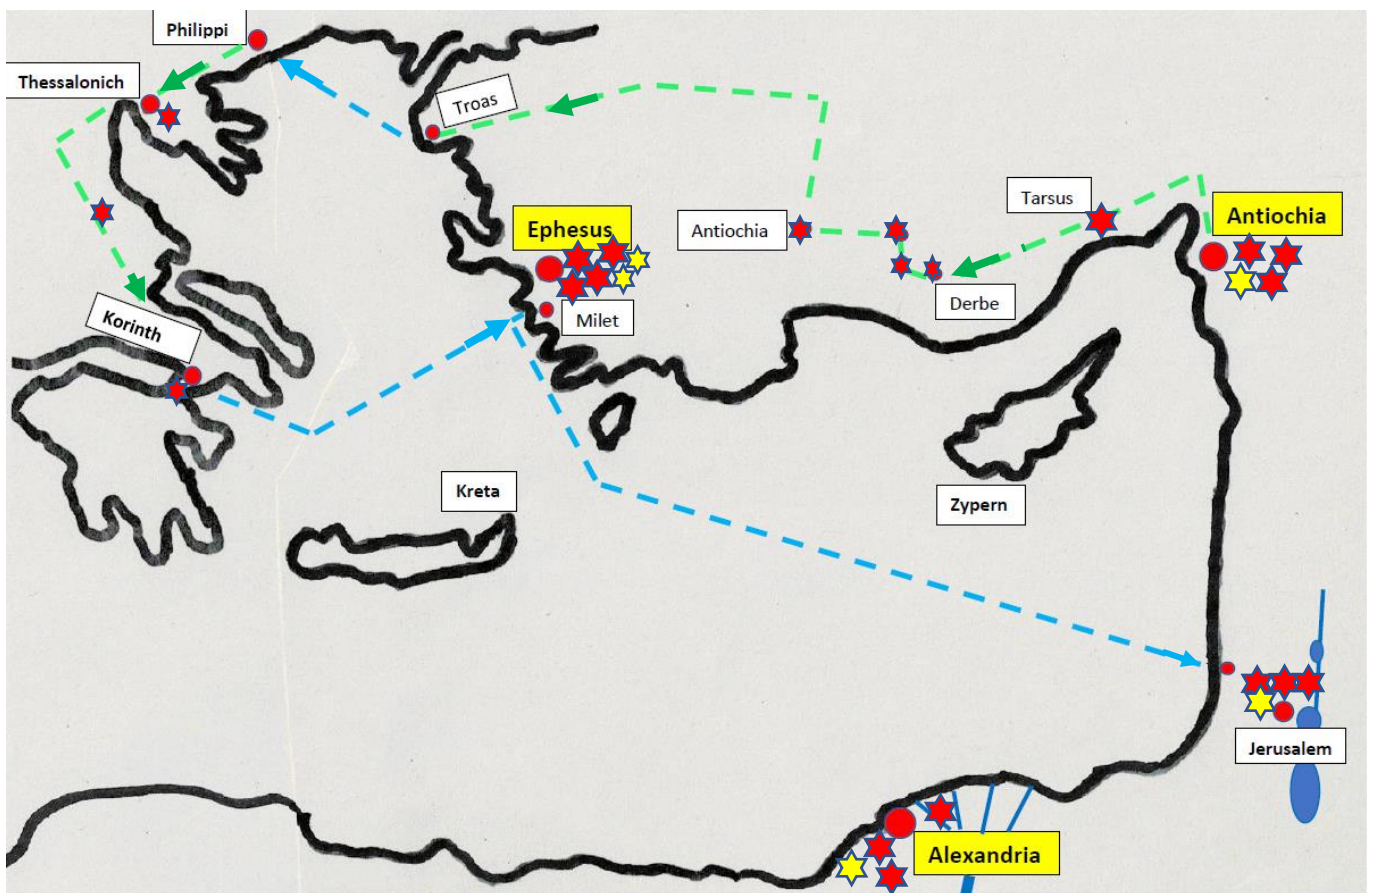 Philippi
Thessalonich
Troas
Ephesus
Antiochia
Tarsus
Antiochia
Derbe
Milet
Korinth
Kreta
Zypern
Jerusalem
Alexandria